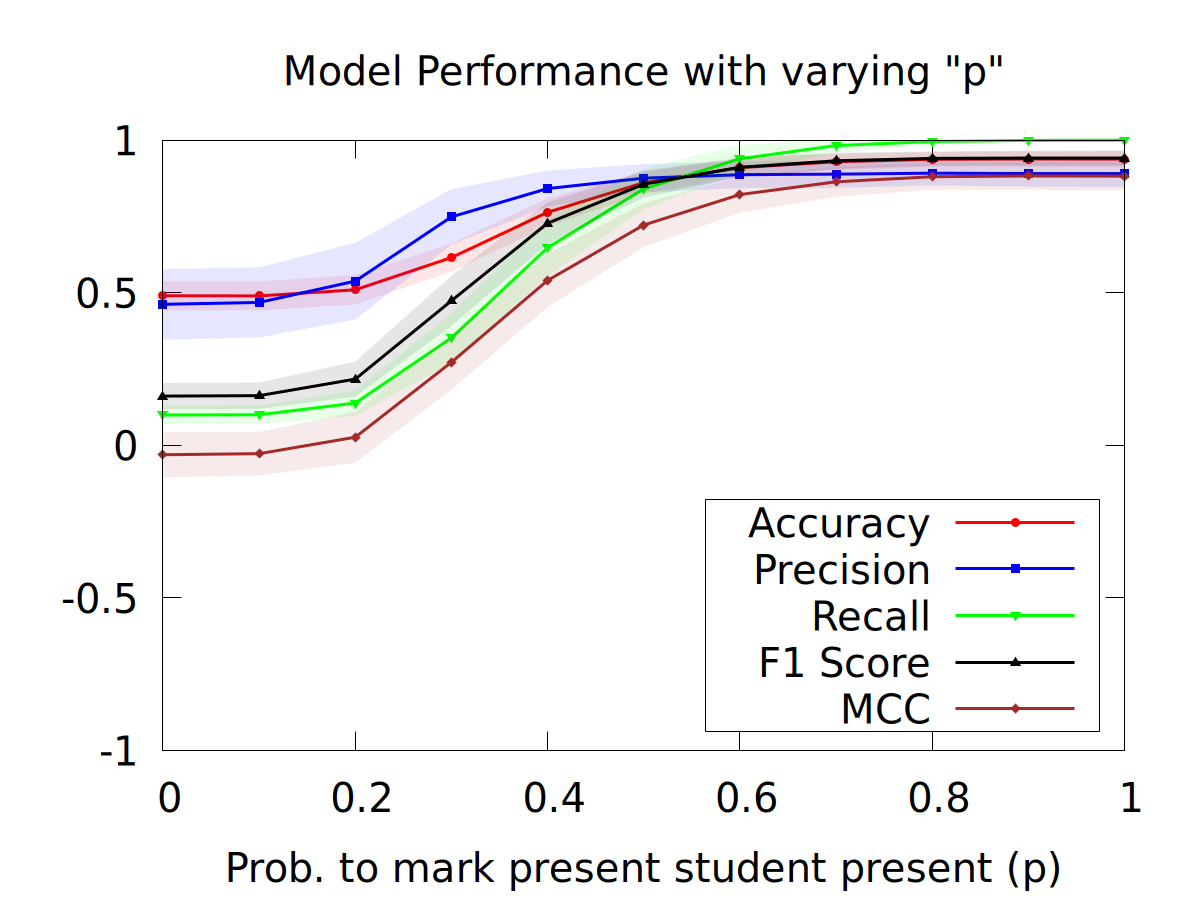 Model Performance with varying "p"
1
0.5
0
-0.5
-1
Accuracy
Precision
Recall
F1 Score
MCC
0 0.2 0.4 0.6 0.8 1
Prob. to mark present student present (p)